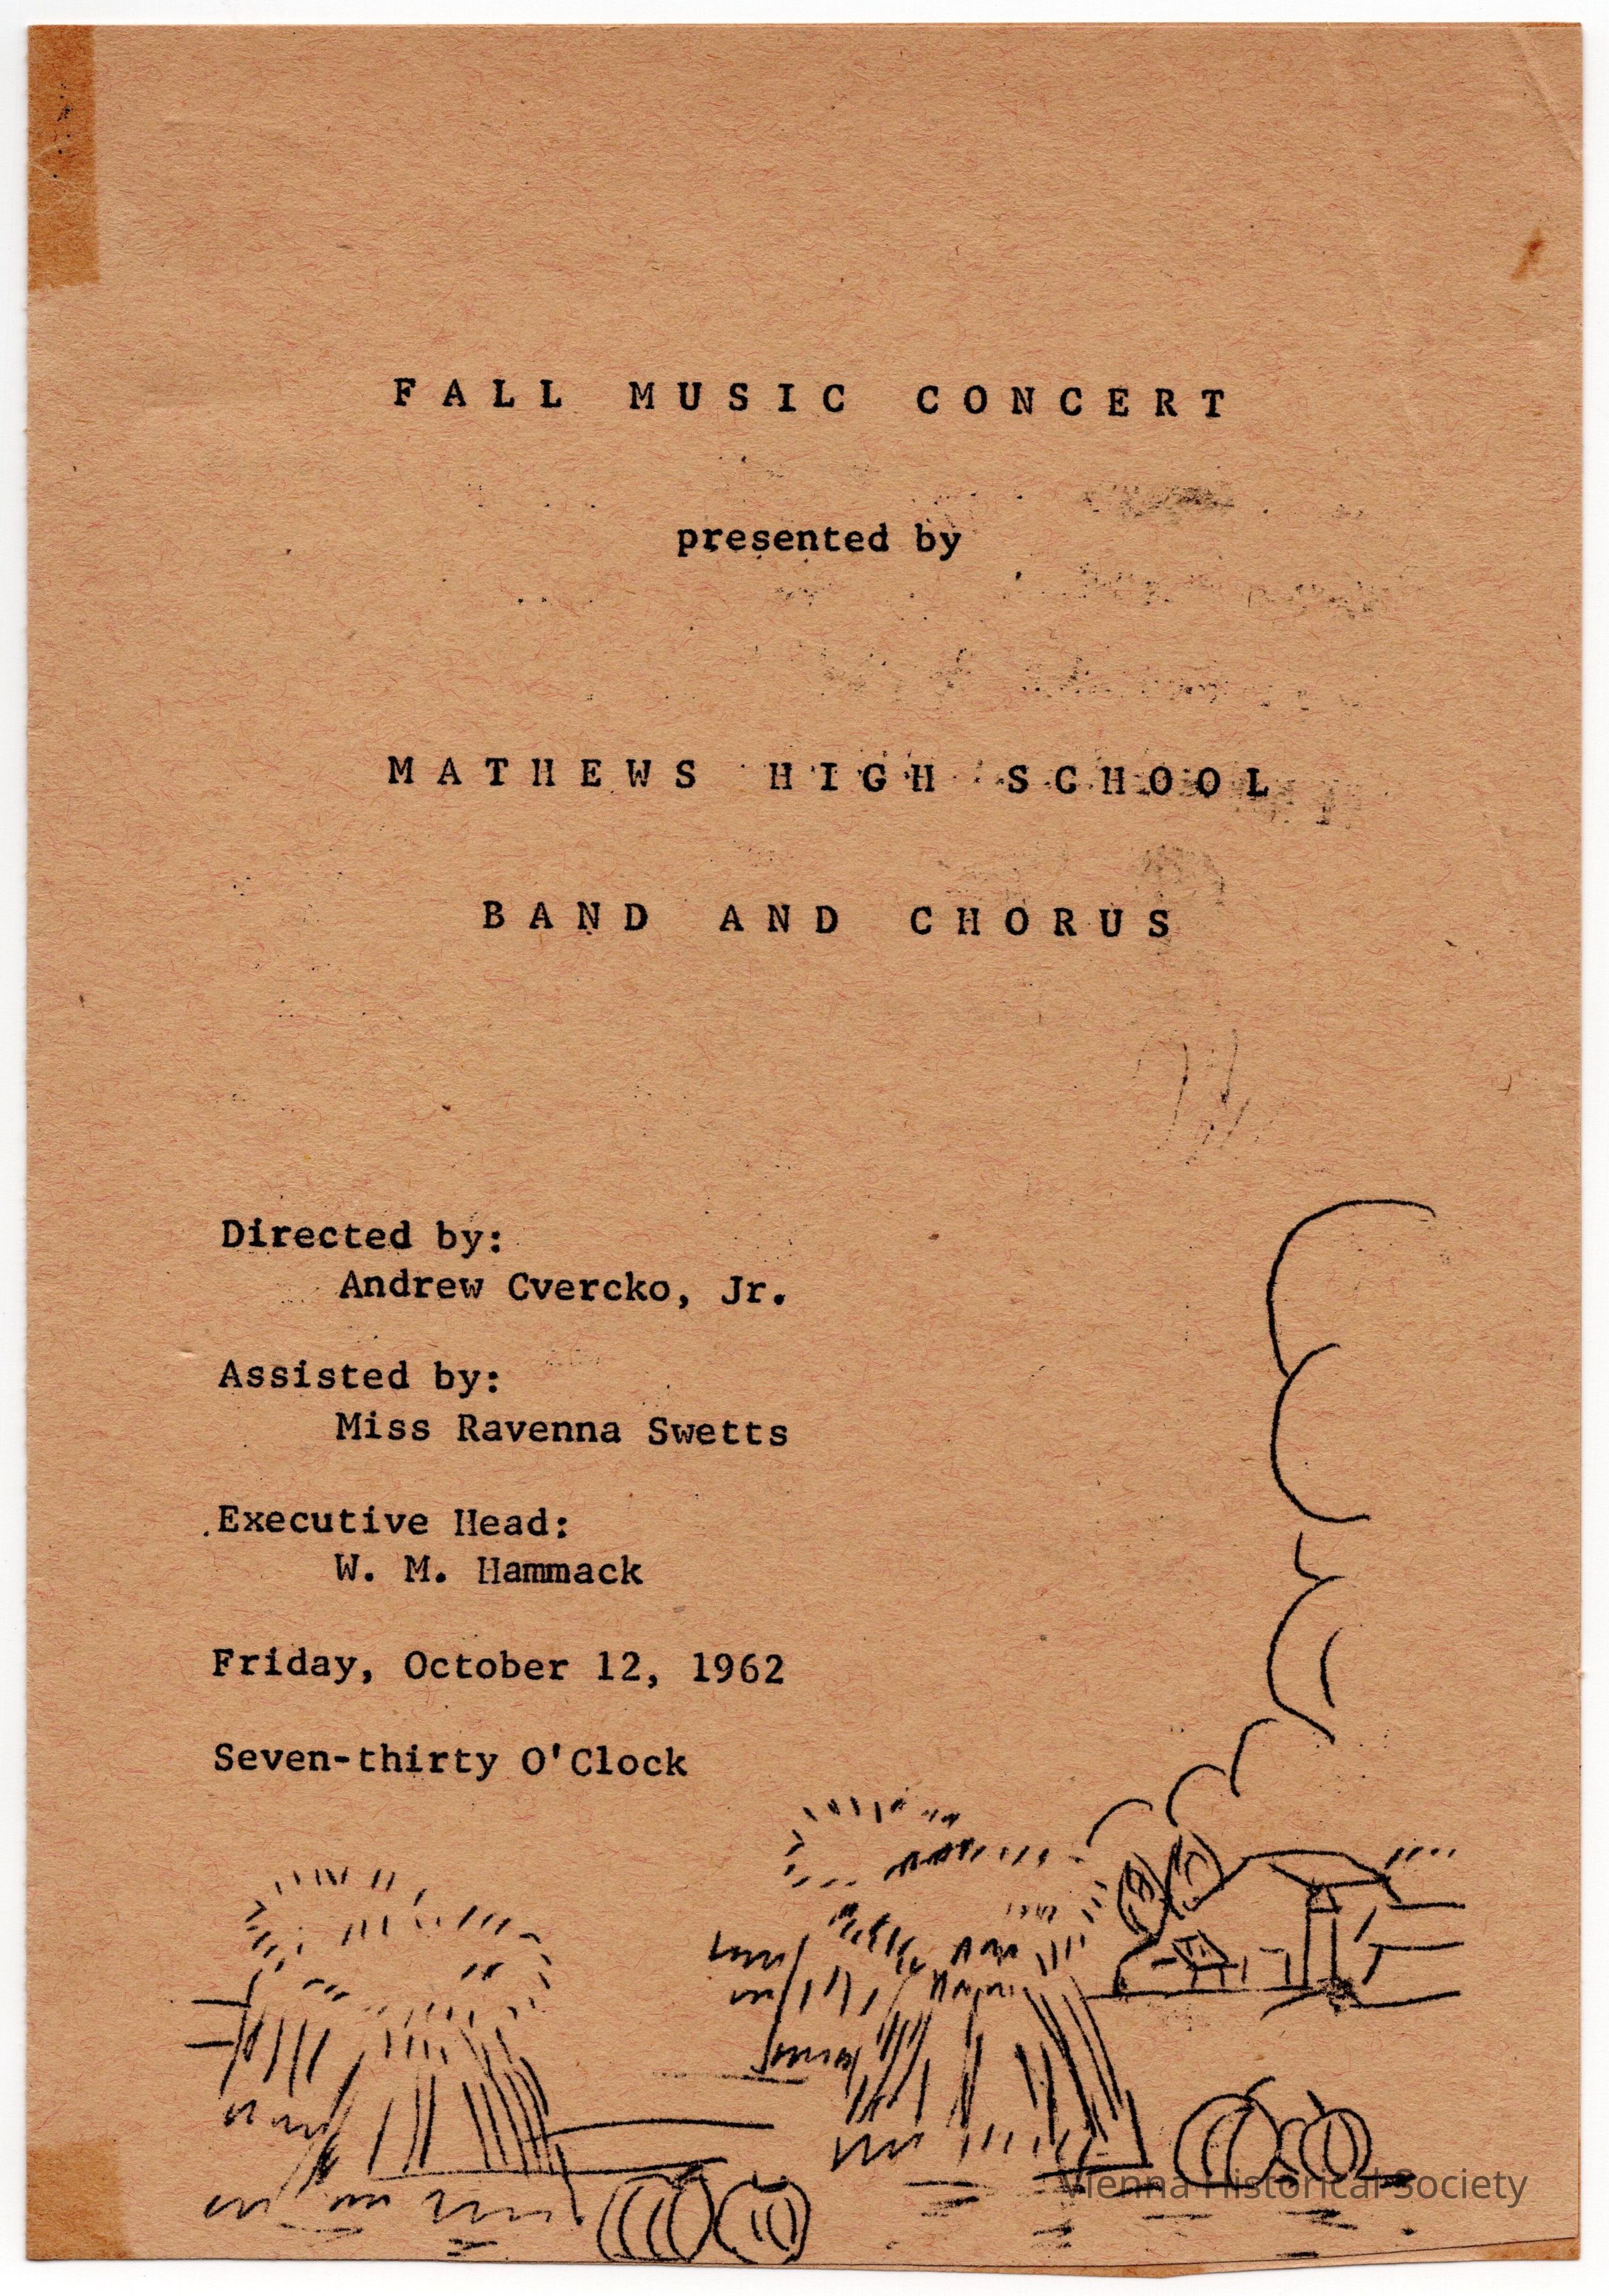 FALL MUSIC CONCERT
presented by
MATHEWS HIGH SCHOOL
BAND AND CHORUS
Directed by:
Andrew Cvercko, Jr.
Assisted by:
Miss Ravenna Swetts
Executive Head:
W. M. Hammack
Friday, October 12, 1962
Seven-thirty O'Clock
Vienna Historical Society